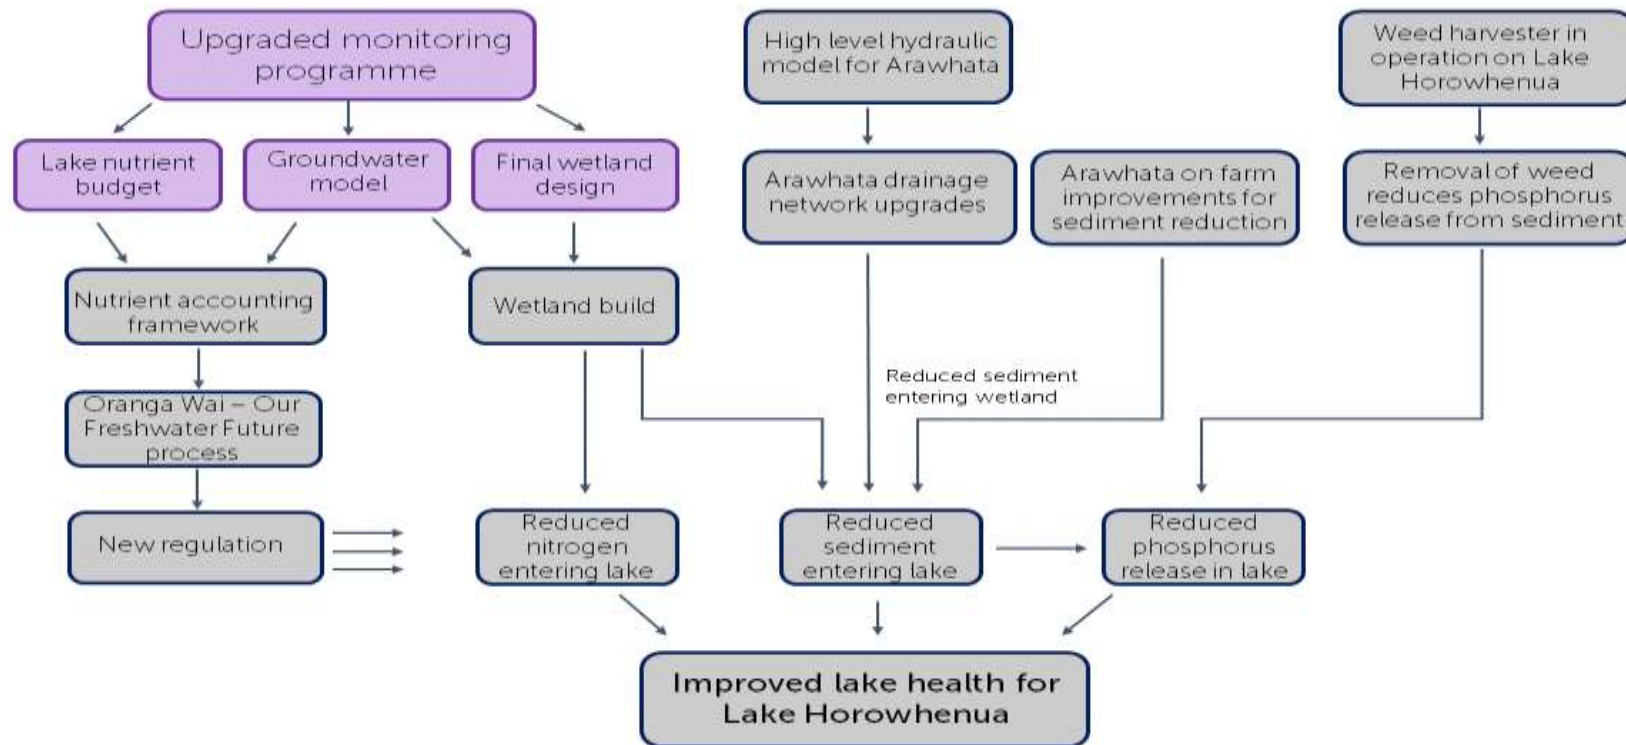 Upgraded monitoring
programme
High level hydraulic
model for Arawhata
Weed harvester in
operation on Lake
Horowhenua
Lake nutrient
budget
Groundwater
model
Final wetland
design
Arawhata drainage
network upgrades
Arawhata on farm
improvements for
sediment reduction
Removal of weed
reduces phosphorus
release from sediment
Nutrient accounting
framework
Wetland build
Reduced sediment
entering wetland
Oranga Wai – Our
Freshwater Future
process
New regulation
Reduced
nitrogen
entering lake
Reduced
sediment
entering lake
Reduced
phosphorus
release in lake
Improved lake health for
Lake Horowhenua